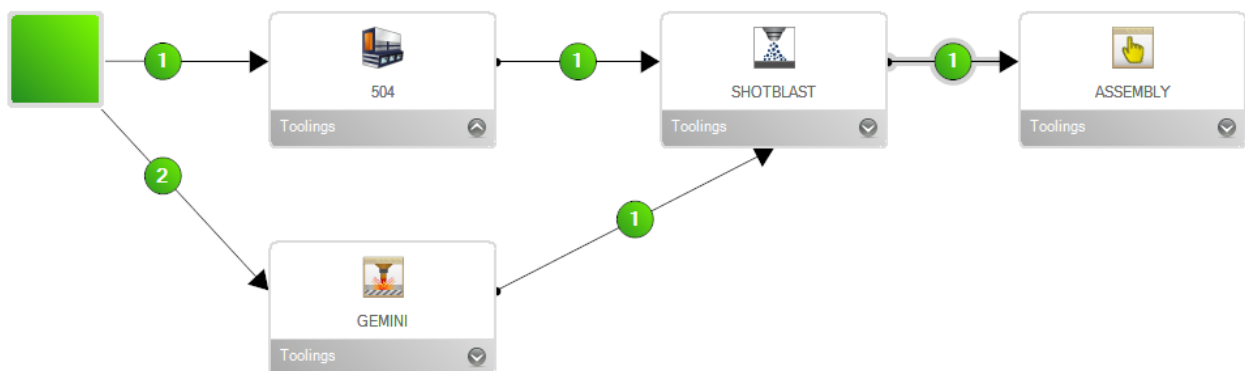 1
504
Toolings
1
SHOTBLAST
Toolings
1
ASSEMBLY
Toolings
2
GEMINI
Toolings
1